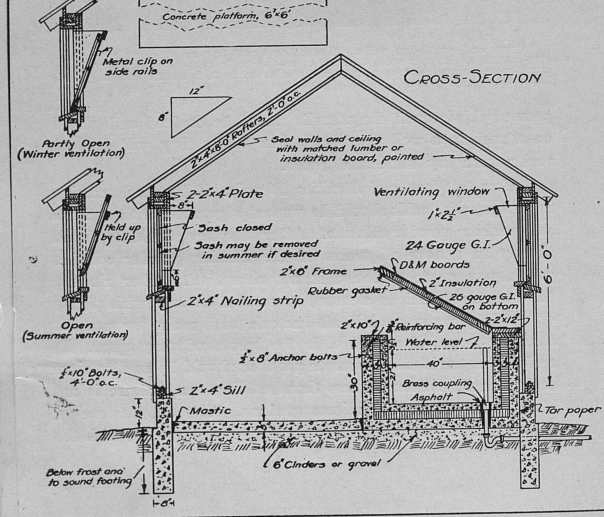 Concrete platform, 6'x6'
Metal clip on
side rails
Partly Open
(Winter ventilation)
12"
8"
CROSS-SECTION
2"x4"x8'-0" Rafters, 2'-0" o.c.
Seal walls and ceiling
with matched lumber or
insulation board, painted
2-2"x4" Plate
8"
Sash closed
Sash may be removed
in summer if desired
Held up
by clip
Ventilating window
1"x2½"
24 Gauge G.I.
6'-0"
2"x6" Frame
D&M boards
Rubber gasket
2" Insulation
26 gauge G.I.
on bottom
2-2"x12"
2"x4" Nailing strip
Open
(Summer ventilation)
2"x10"
Reinforcing bar
Water level
½"x8" Anchor bolts
40"
30"
½"x10" Bolts,
4'-0" o.c.
2"x4" Sill
Brass coupling
Asphalt
12"
Mastic
Tar paper
Below frost and
to sound footing
6" Cinders or gravel
8"